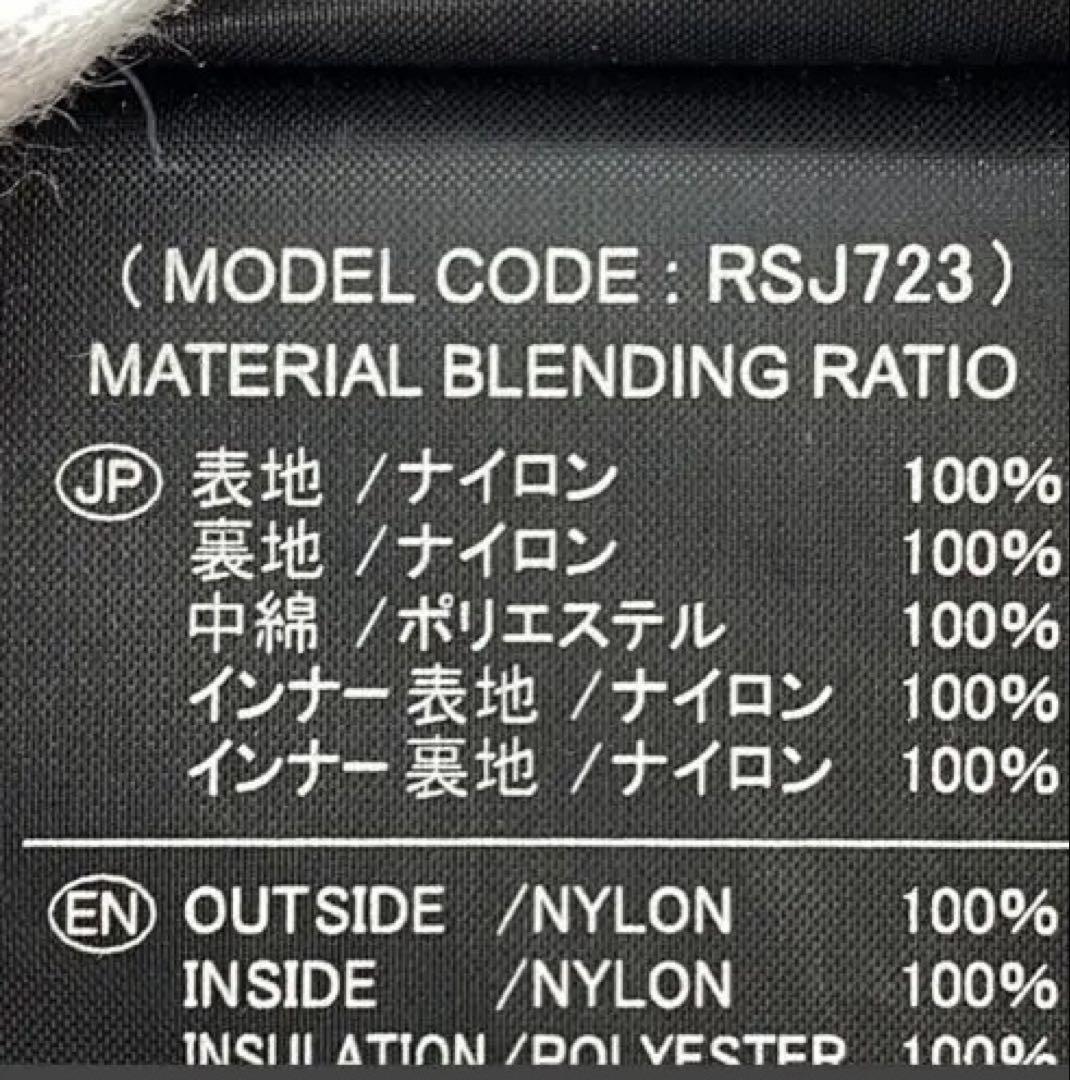 ( MODEL CODE : RSJ723 )
MATERIAL BLENDING RATIO
JP 表地 /ナイロン 100%
裏地 /ナイロン 100%
中綿 /ポリエステル 100%
インナー表地 /ナイロン 100%
インナー裏地 /ナイロン 100%
EN OUTSIDE /NYLON 100%
INSIDE /NYLON 100%
INSULATION /POLYESTER 100%